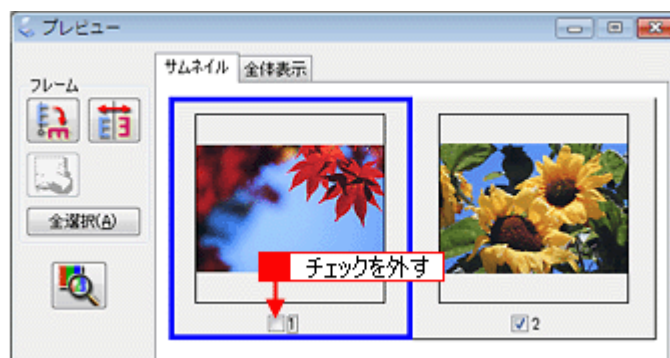 プレビュー
サムネイル 全体表示
フレーム
全選択(A)
チェックを外す
1
2